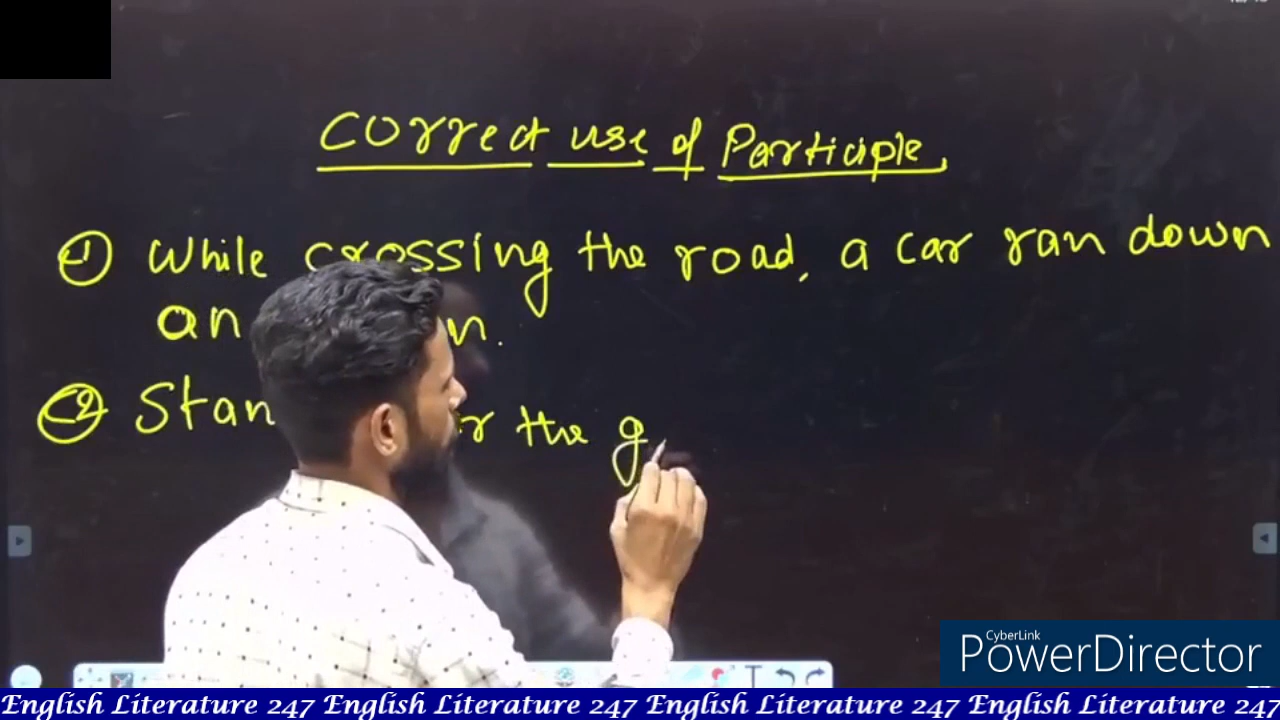 Correct use of Participle
① While crossing the road, a car ran down
an
② the g
CyberLink
PowerDirector
English Literature 247 English Literature 247 English Literature 247 English Literature 247